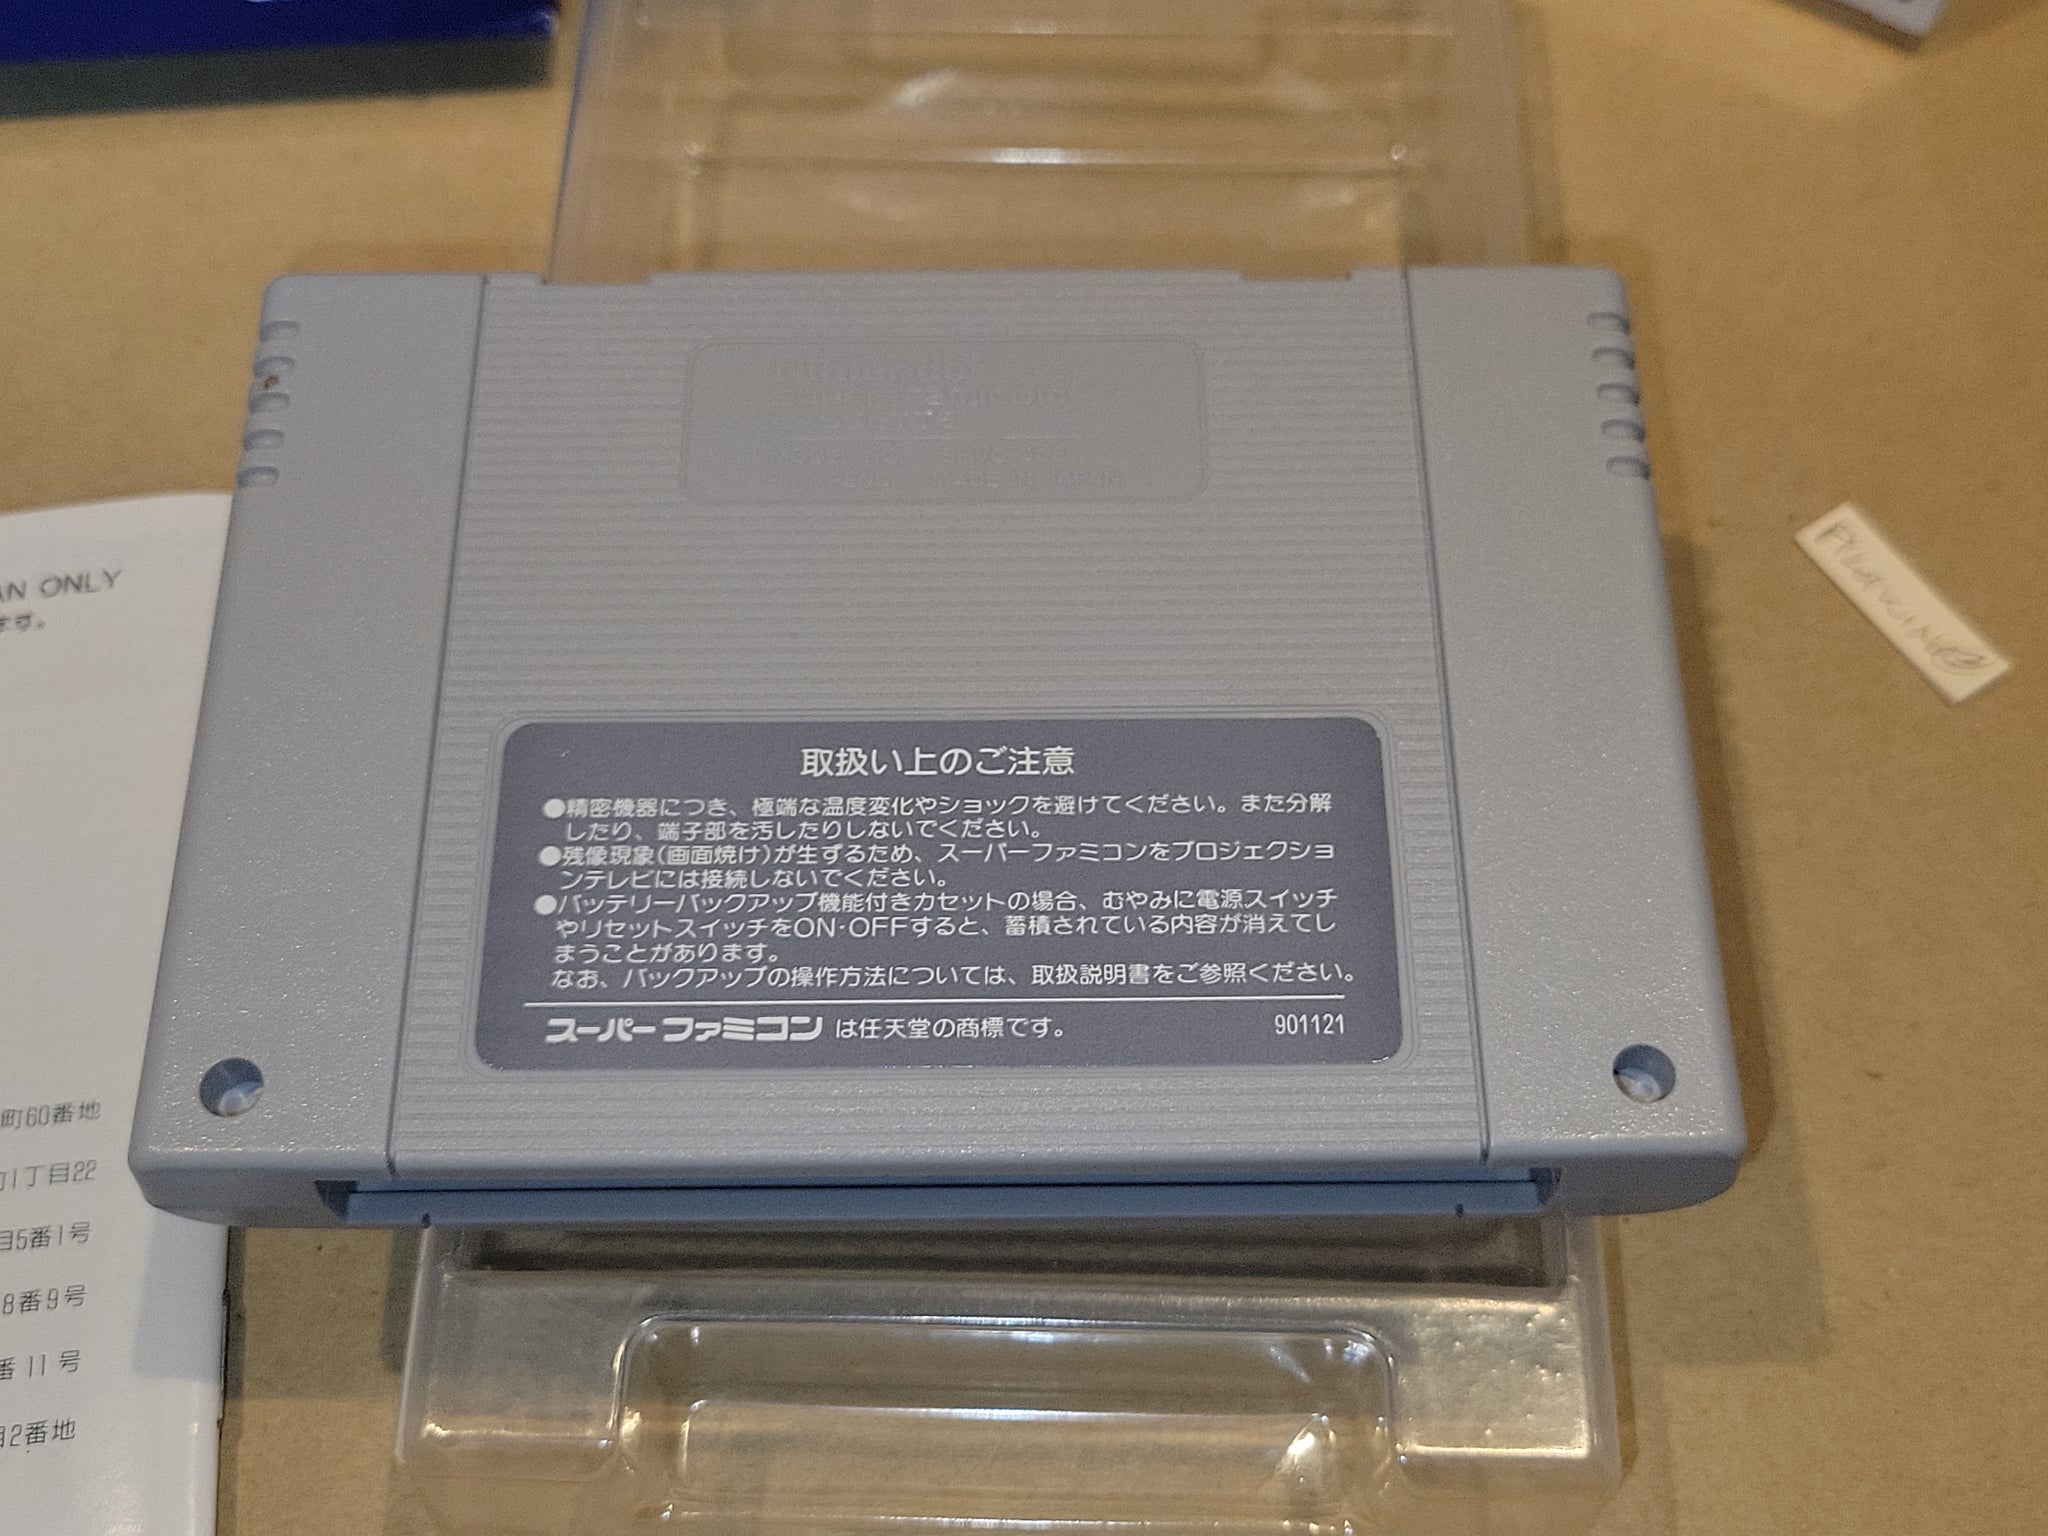 Nintendo
MADE IN JAPAN
AN ONLY
ます。
町60番地
町1丁目22
目5番1号
8番9号
番11号
目2番地
取扱い上のご注意
●精密機器につき、極端な温度変化やショックを避けてください。また分解
したり、端子部を汚したりしないでください。
●残像現象(画面焼け)が生ずるため、スーパーファミコンをプロジェクショ
ンテレビには接続しないでください。
●バッテリーバックアップ機能付きカセットの場合、むやみに電源スイッチ
やリセットスイッチをON・OFFすると、蓄積されている内容が消えてし
まうことがあります。
なお、バックアップの操作方法については、取扱説明書をご参照ください。
スーパーファミコン は任天堂の商標です。 901121